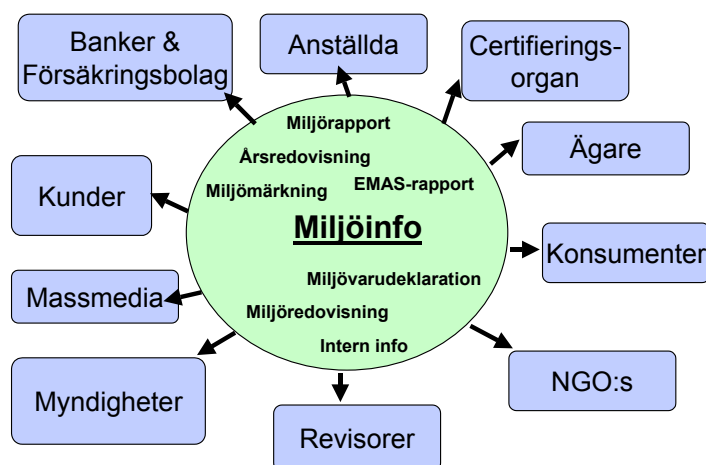 Banker &
Försäkringsbolag
Anställda
Certifierings-
organ
Miljörapport
Årsredovisning
Ägare
Miljömärkning
EMAS-rapport
Kunder
Miljöinfo
Konsumenter
Miljövarudeklaration
Massmedia
Miljöredovisning
Intern info
NGO:s
Myndigheter
Revisorer